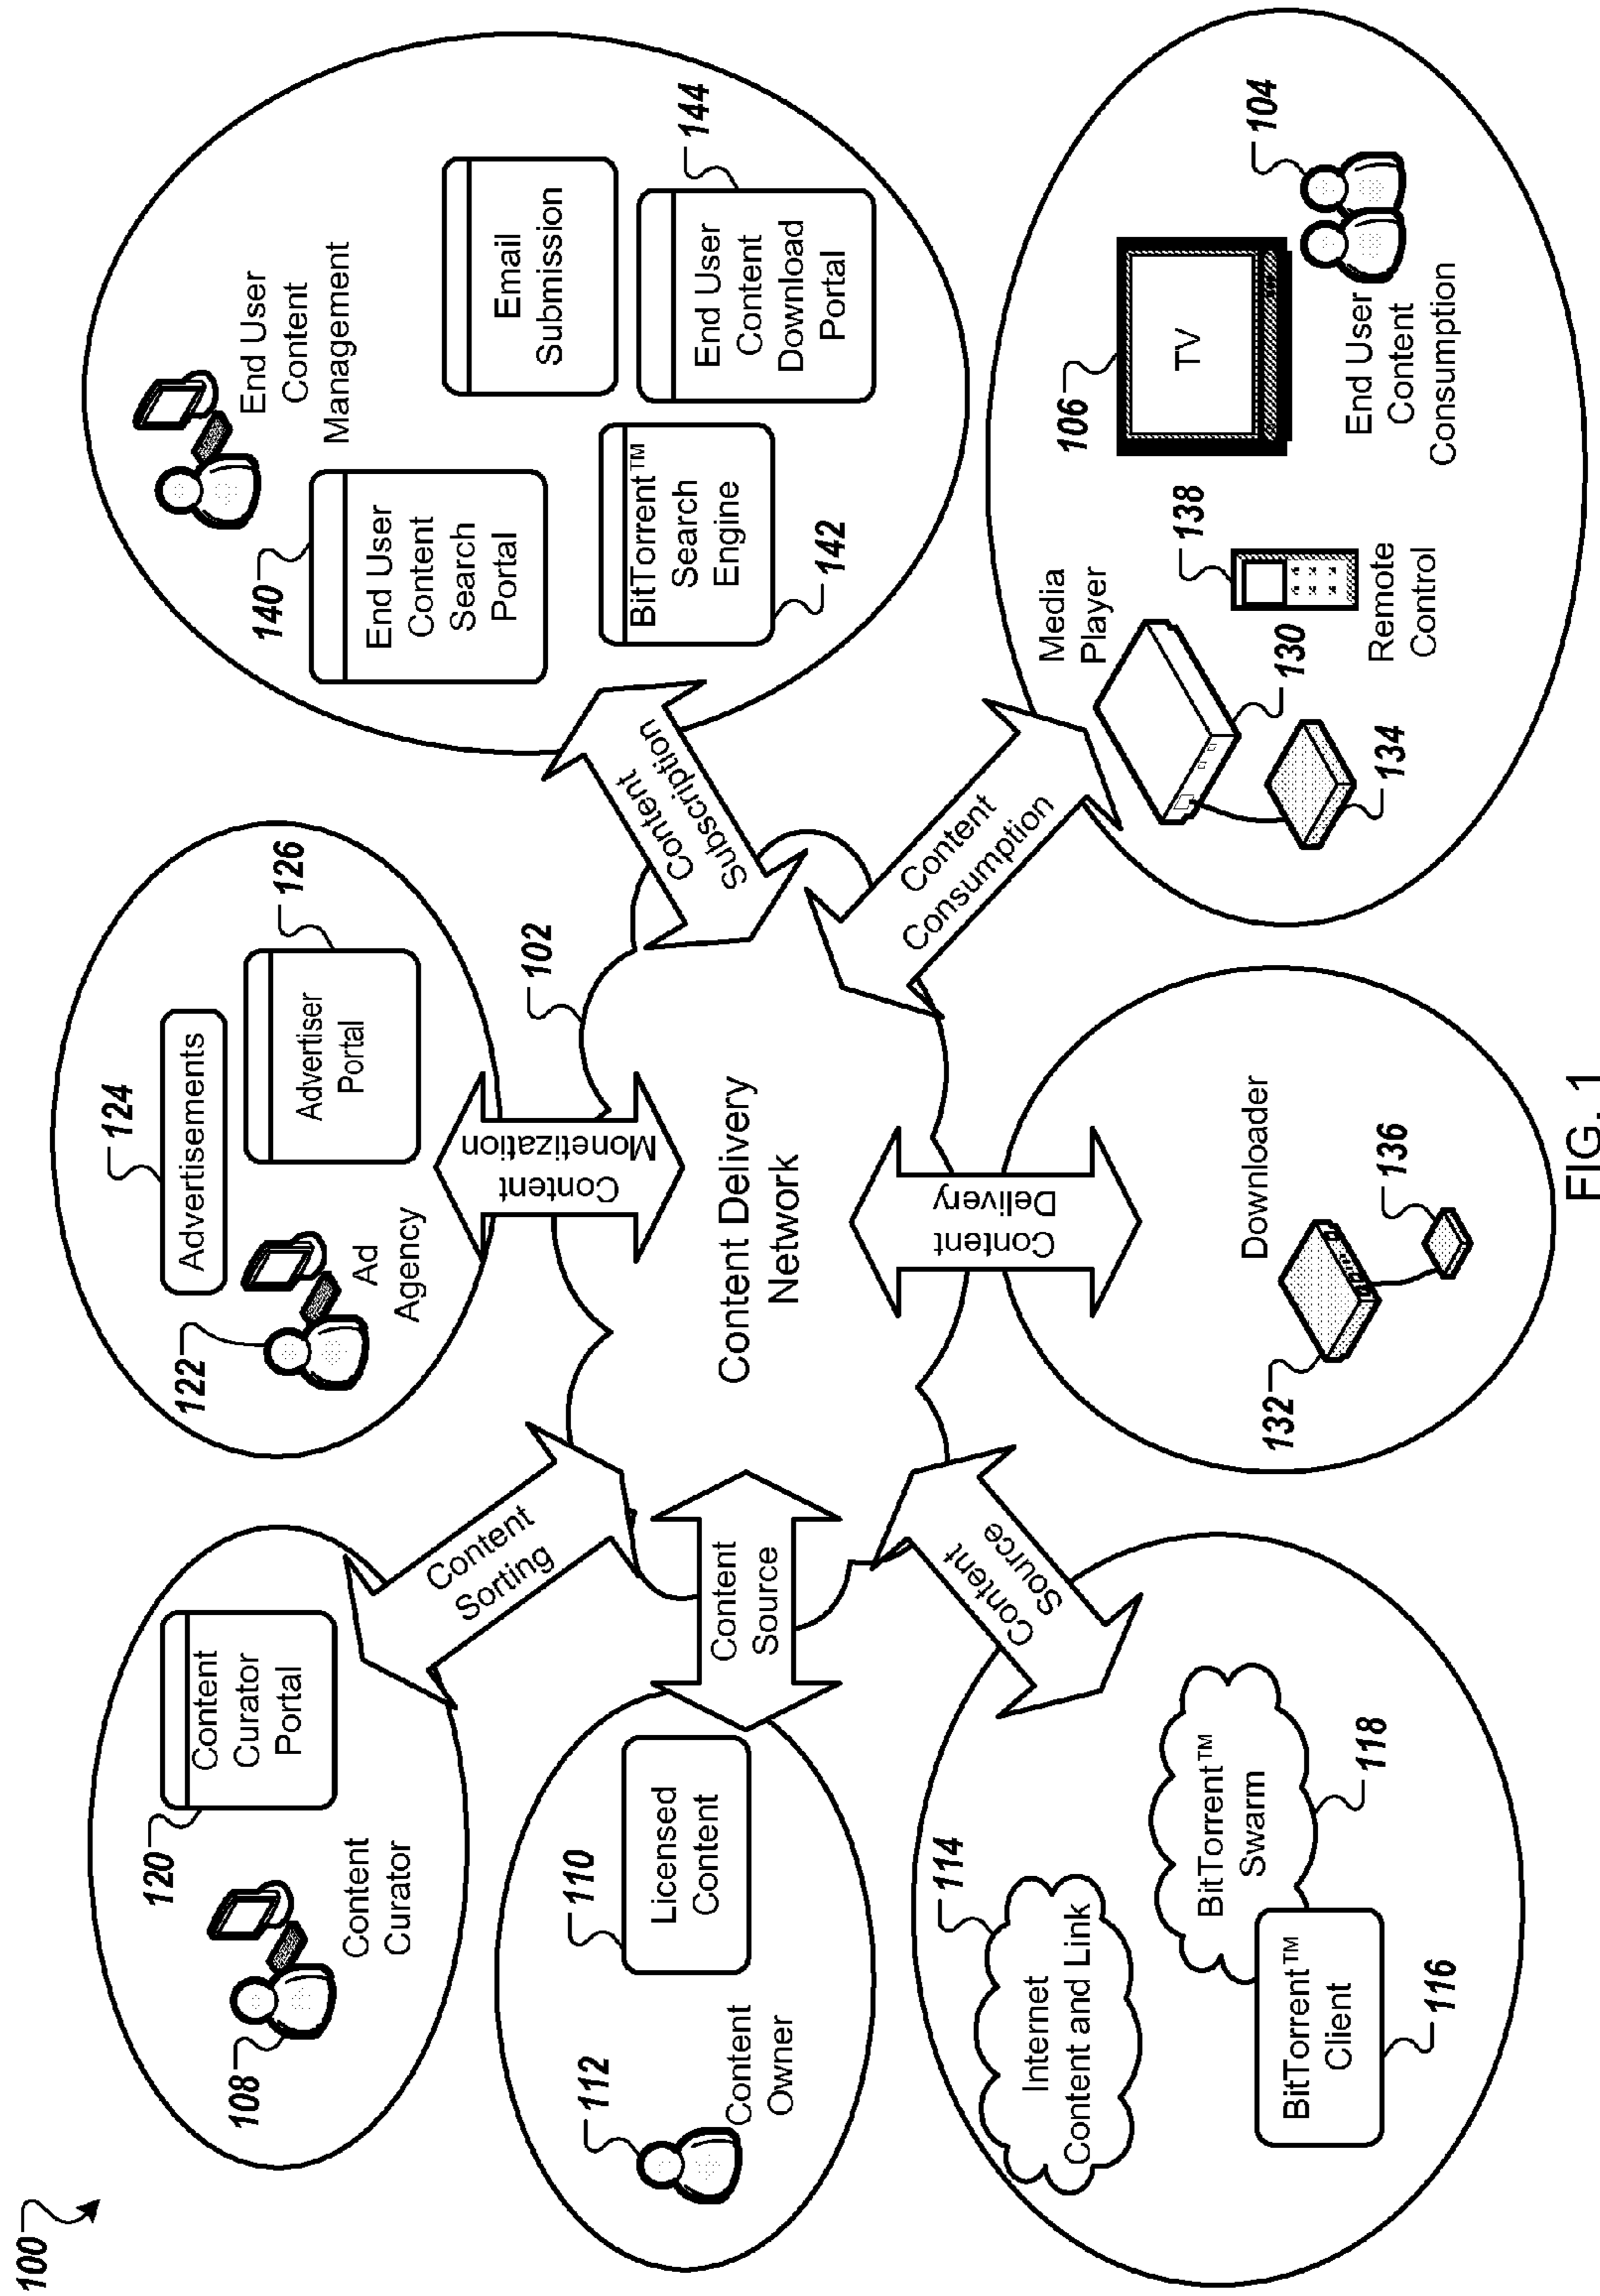 100
108
Content
Curator
120
Content
Curator
Portal
Content
Sorting
122
Ad
Agency
124
Advertisements
126
Advertiser
Portal
Content
Monetization
140
End User
Content
Search
Portal
End User
Content
Management
BitTorrent™
Search
Engine
142
Email
Submission
End User
Content
Download
Portal
144
Content
Subscription
112
Content
Owner
110
Licensed
Content
Content
Source
102
Content Delivery
Network
Content
Consumption
114
Internet
Content and Link
BitTorrent™
Swarm
118
BitTorrent™
Client
116
Content
Source
Content
Delivery
Downloader
132
136
Media
Player
130
134
138
Remote
Control
106
TV
104
End User
Content
Consumption
FIG. 1